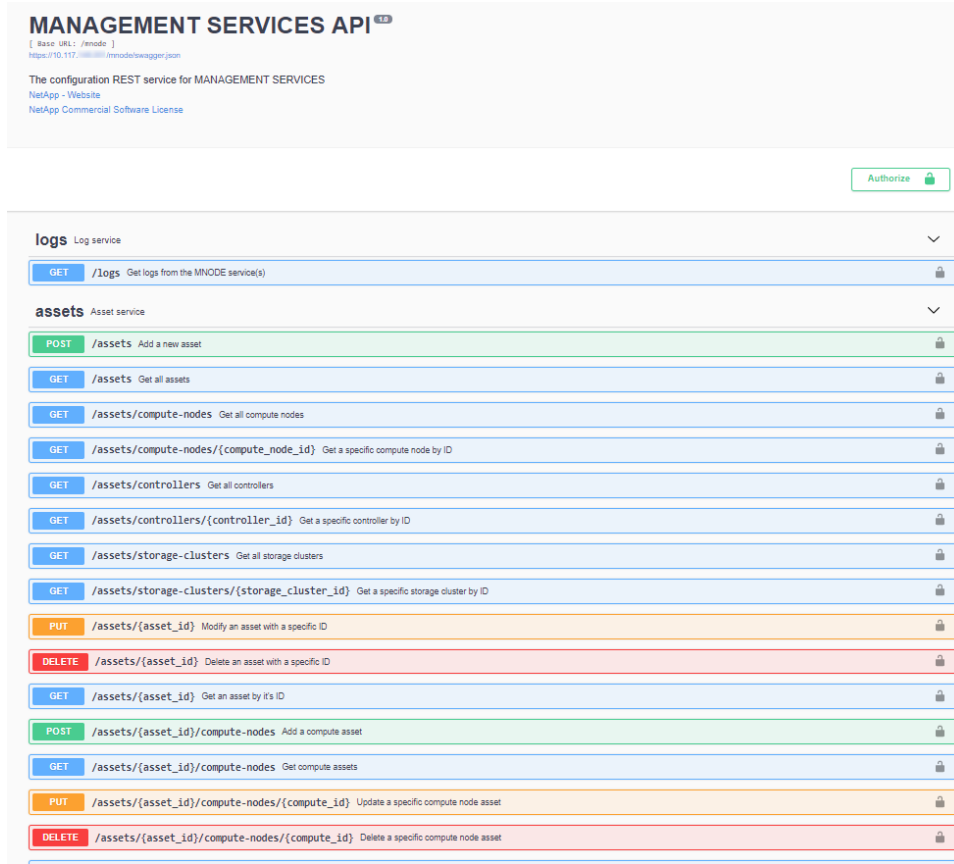 MANAGEMENT SERVICES API 1.0
[ Base URL: /mnode ]
https://10.117. /mnode/swagger.json
The configuration REST service for MANAGEMENT SERVICES
NetApp - Website
NetApp Commercial Software License
Authorize
logs Log service
GET /logs Get logs from the MNODE service(s)
assets Asset service
POST /assets Add a new asset
GET /assets Get all assets
GET /assets/compute-nodes Get all compute nodes
GET /assets/compute-nodes/{compute_node_id} Get a specific compute node by ID
GET /assets/controllers Get all controllers
GET /assets/controllers/{controller_id} Get a specific controller by ID
GET /assets/storage-clusters Get all storage clusters
GET /assets/storage-clusters/{storage_cluster_id} Get a specific storage cluster by ID
PUT /assets/{asset_id} Modify an asset with a specific ID
DELETE /assets/{asset_id} Delete an asset with a specific ID
GET /assets/{asset_id} Get an asset by it's ID
POST /assets/{asset_id}/compute-nodes Add a compute asset
GET /assets/{asset_id}/compute-nodes Get compute assets
PUT /assets/{asset_id}/compute-nodes/{compute_id} Update a specific compute node asset
DELETE /assets/{asset_id}/compute-nodes/{compute_id} Delete a specific compute node asset